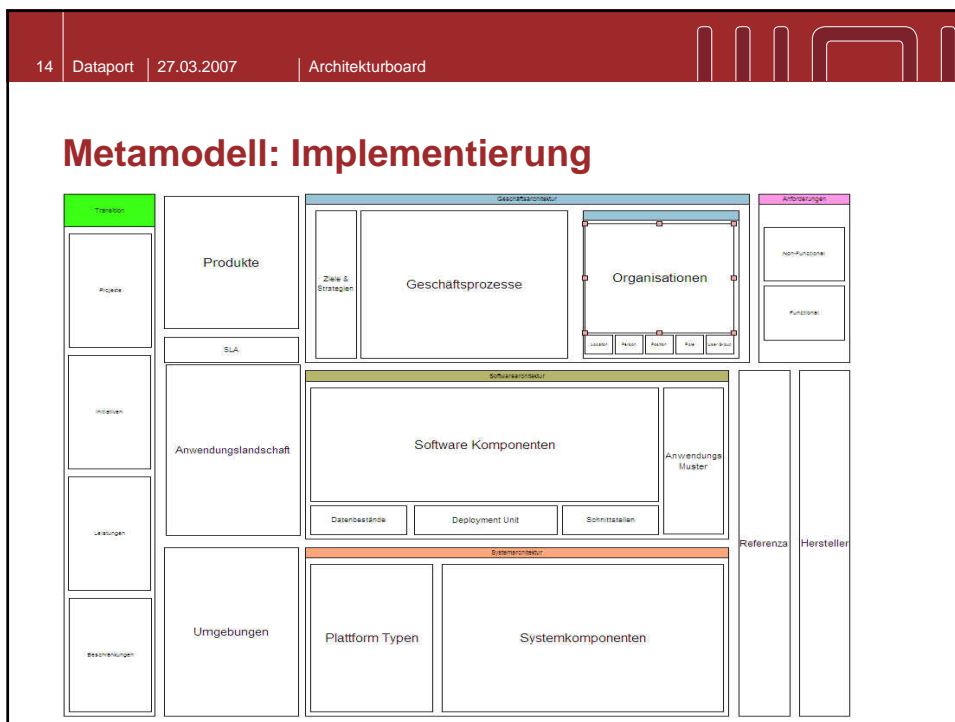 14 Dataport 27.03.2007 Architekturboard
Metamodell: Implementierung
Transition
Projekte
Initiativen
Leistungen
Beschränkungen
Produkte
SLA
Anwendungslandschaft
Umgebungen
Geschäftsarchitektur
Ziele &
Strategien
Geschäftsprozesse
Organisationen
Location
Person
Position
Role
User Group
Anforderungen
Non-Functional
Functional
Softwarearchitektur
Software Komponenten
Anwendungs
Muster
Datenbestände
Deployment Unit
Schnittstellen
Systemarchitektur
Plattform Typen
Systemkomponenten
Referenza
Hersteller